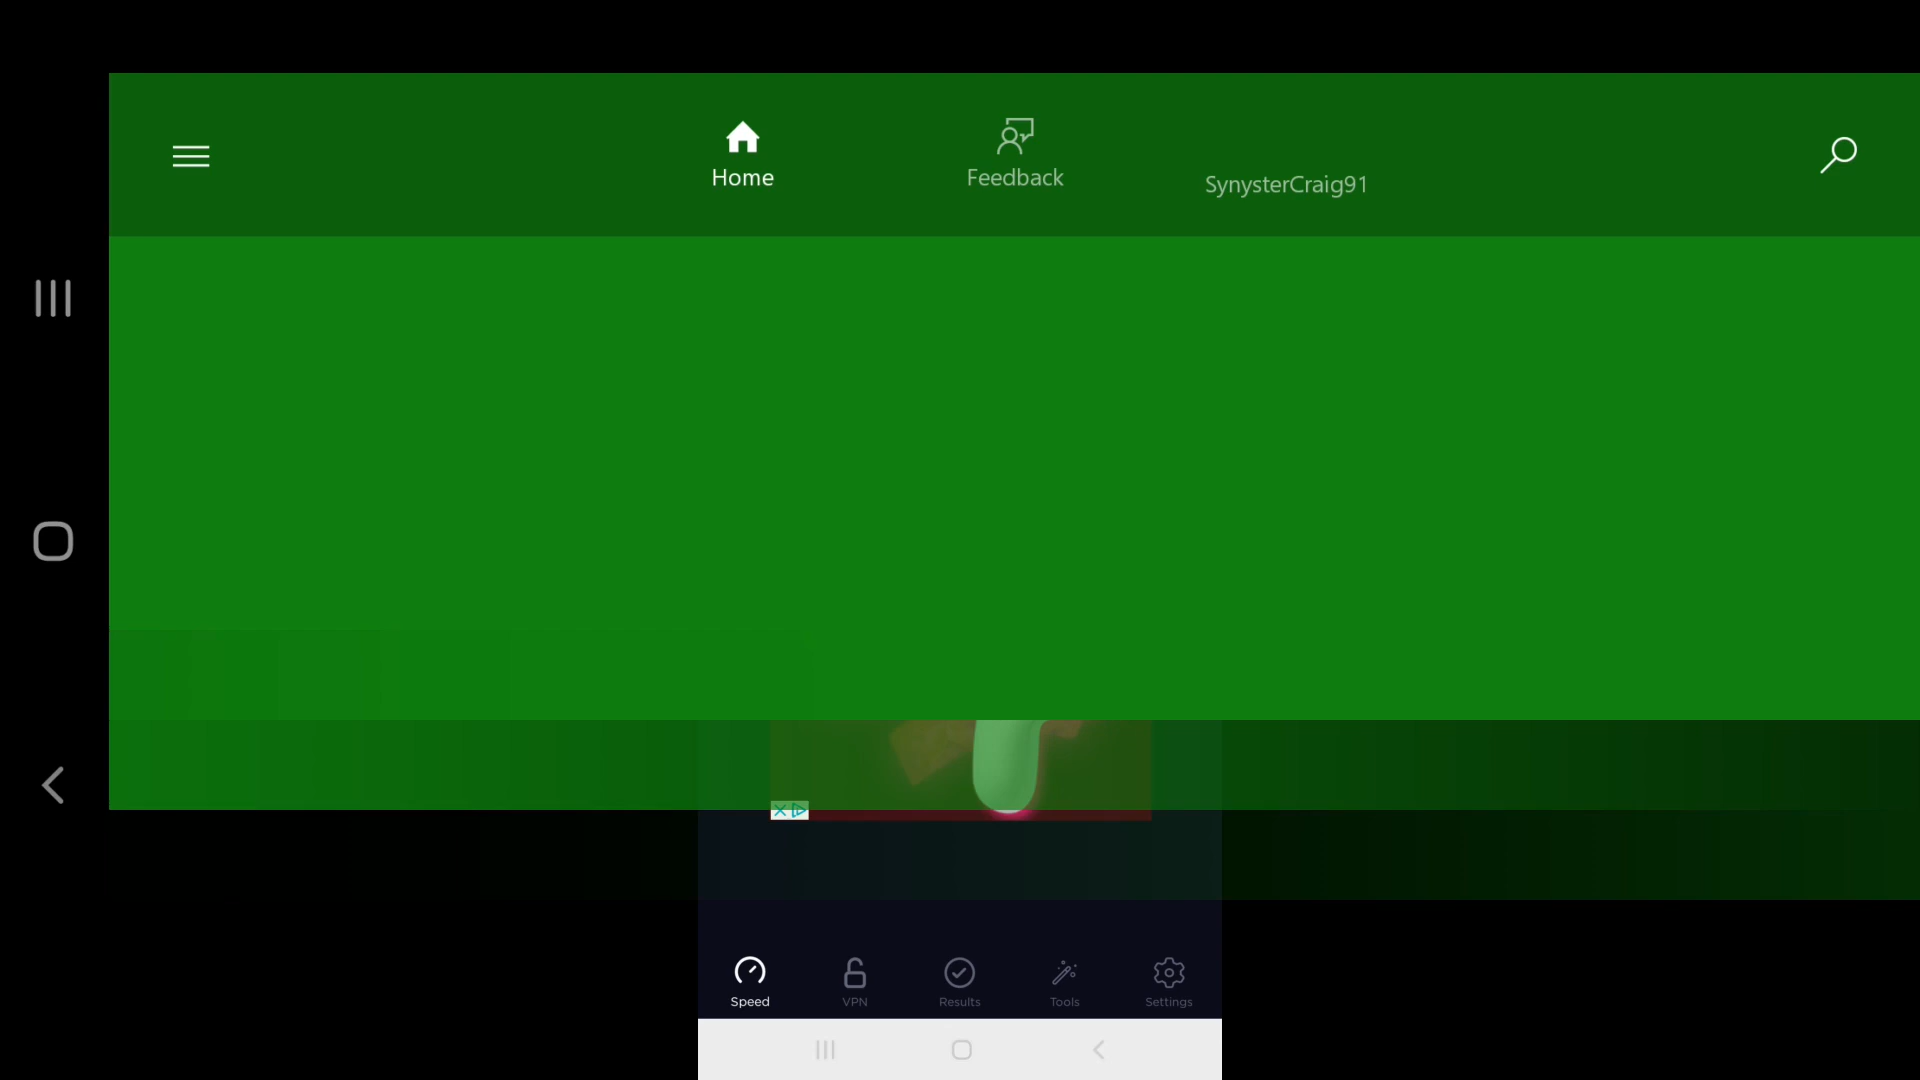 Home
Feedback
SynysterCraig91
Speed
VPN
Results
Tools
Settings